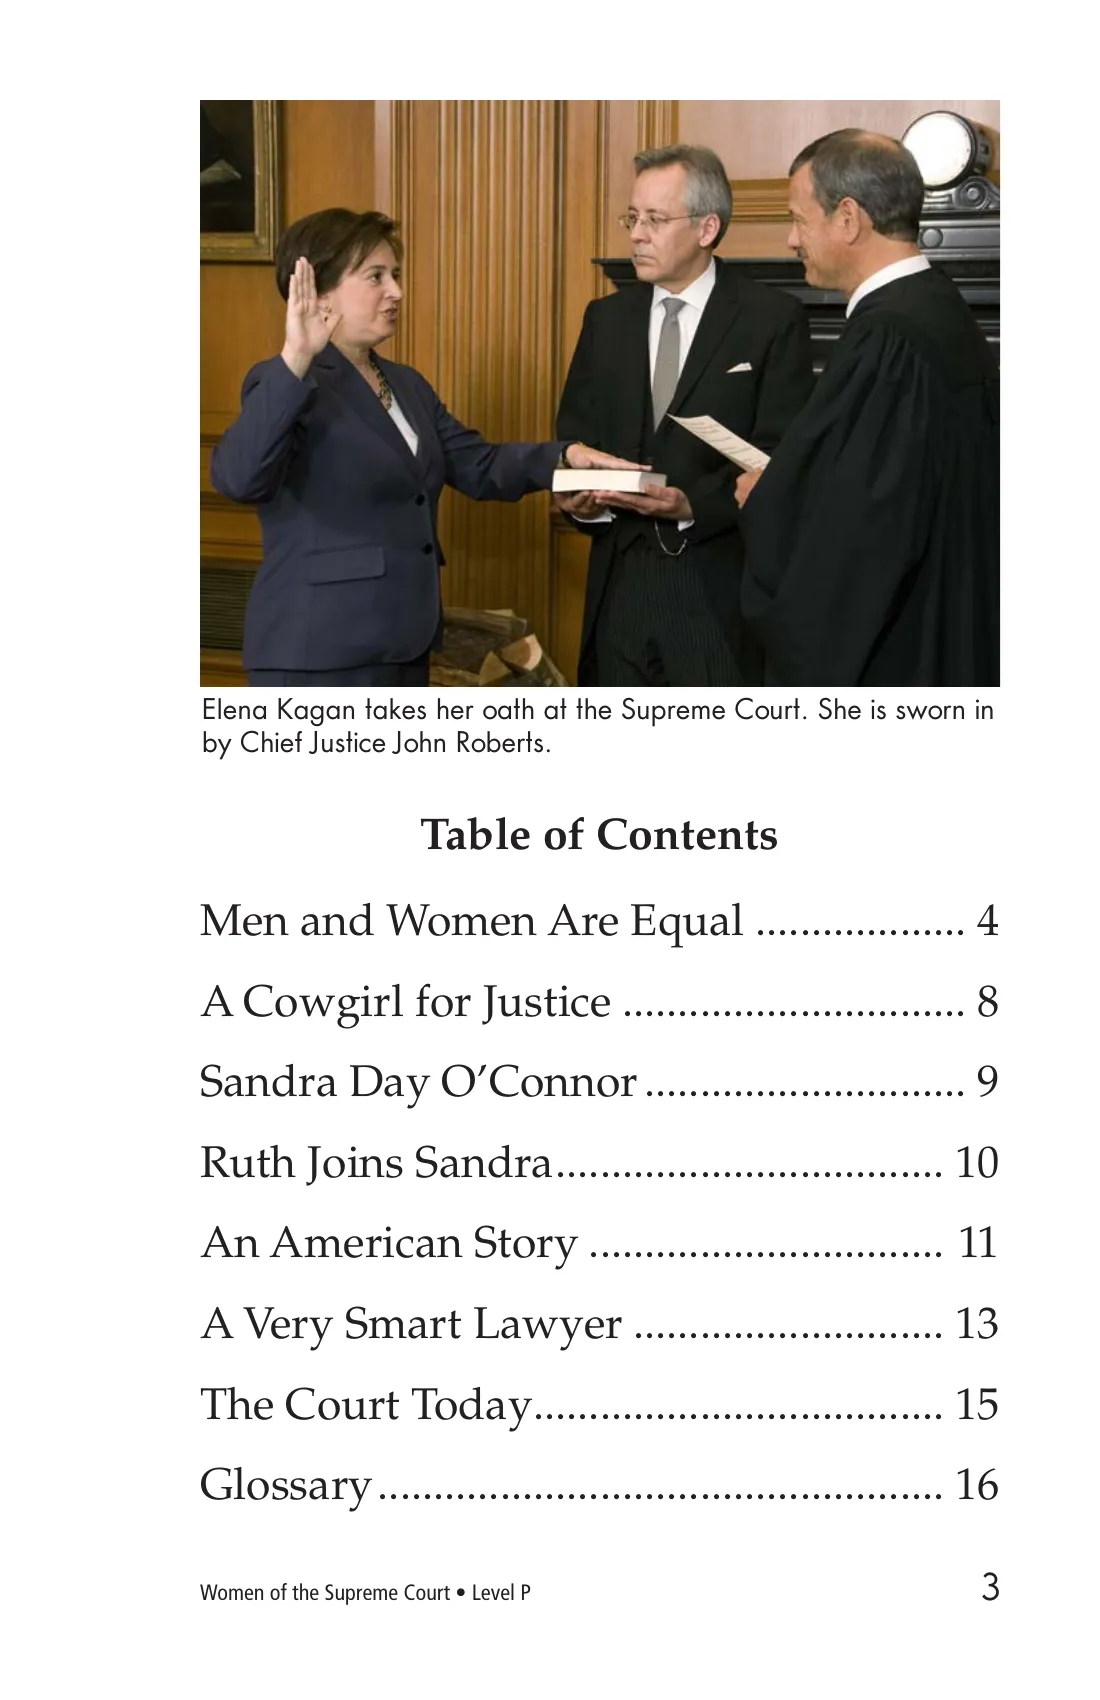 Elena Kagan takes her oath at the Supreme Court. She is sworn in
by Chief Justice John Roberts.
Table of Contents
Men and Women Are Equal ................... 4
A Cowgirl for Justice ............................... 8
Sandra Day O’Connor ............................. 9
Ruth Joins Sandra................................... 10
An American Story ................................ 11
A Very Smart Lawyer ............................ 13
The Court Today..................................... 15
Glossary ................................................... 16
Women of the Supreme Court • Level P
3